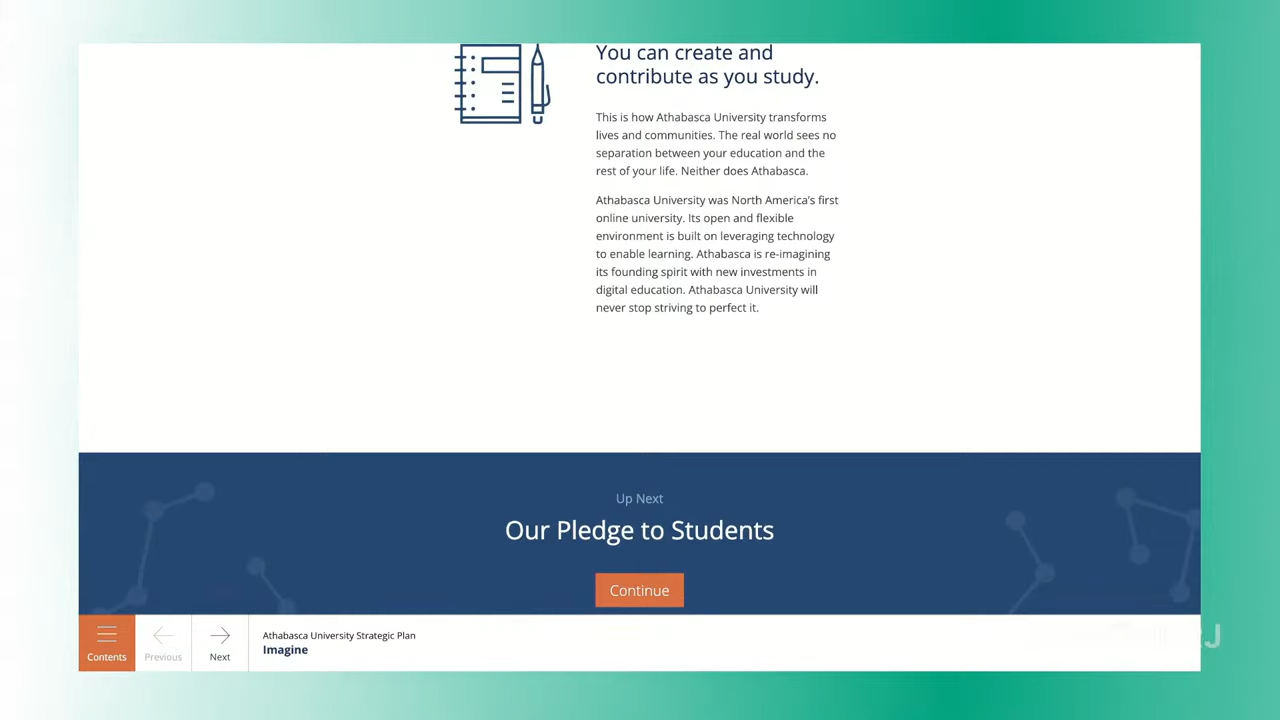 You can create and
contribute as you study.
This is how Athabasca University transforms
lives and communities. The real world sees no
separation between your education and the
rest of your life. Neither does Athabasca.
Athabasca University was North America's first
online university. Its open and flexible
environment is built on leveraging technology
to enable learning. Athabasca is re-imagining
its founding spirit with new investments in
digital education. Athabasca University will
never stop striving to perfect it.
Up Next
Our Pledge to Students
Continue
Contents
Previous
Next
Athabasca University Strategic Plan
Imagine